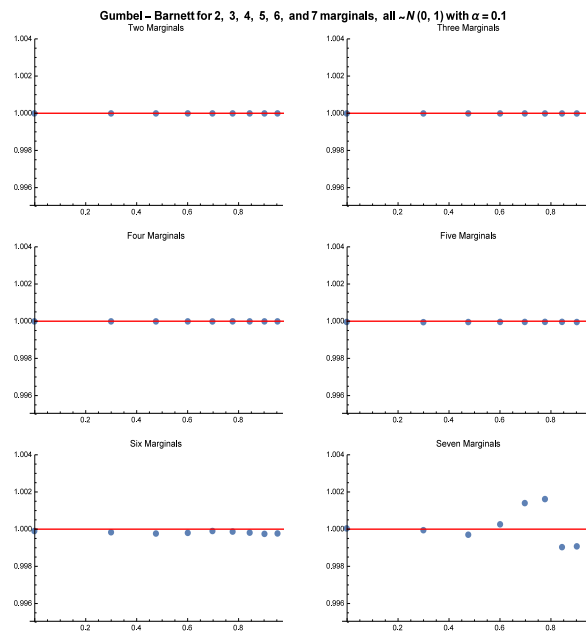 Gumbel – Barnett for 2, 3, 4, 5, 6, and 7 marginals, all ~N (0, 1) with α = 0.1
Two Marginals
1.004
1.002
1.000
0.998
0.996
0.2 0.4 0.6 0.8
Three Marginals
1.004
1.002
1.000
0.998
0.996
0.2 0.4 0.6 0.8
Four Marginals
1.004
1.002
1.000
0.998
0.996
0.2 0.4 0.6 0.8
Five Marginals
1.004
1.002
1.000
0.998
0.996
0.2 0.4 0.6 0.8
Six Marginals
1.004
1.002
1.000
0.998
0.996
0.2 0.4 0.6 0.8
Seven Marginals
1.004
1.002
1.000
0.998
0.996
0.2 0.4 0.6 0.8